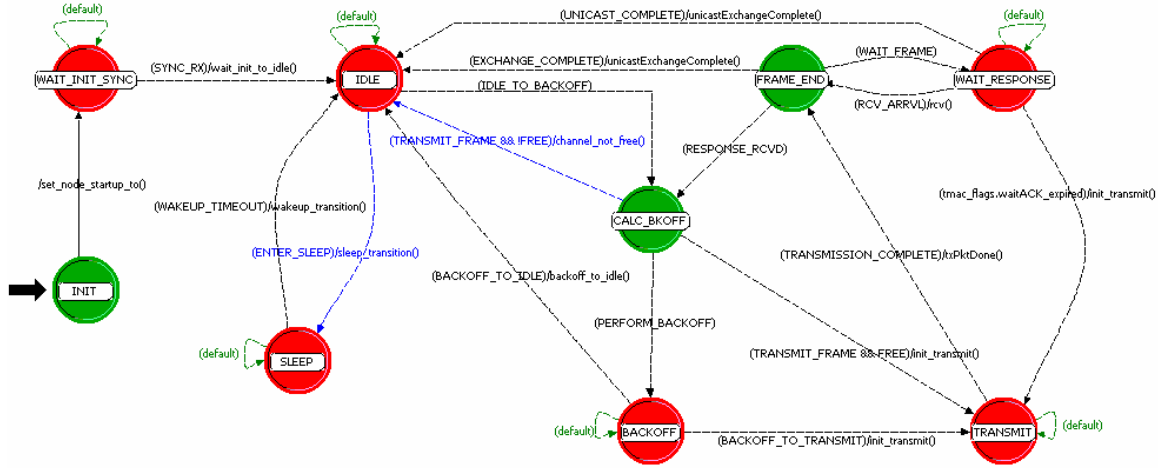 (UNICAST_COMPLETE)/unicastExchangeComplete()
(default)
(default)
(default)
(SYNC_RX)/wait_init_to_idle()
(EXCHANGE_COMPLETE)/unicastExchangeComplete()
(WAIT_FRAME)
WAIT_INIT_SYNC
IDLE
FRAME_END
WAIT_RESPONSE
(IDLE_TO_BACKOFF)
(RCV_ARRVL)/rcv()
(TRANSMIT_FRAME && !FREE)/channel_not_free()
(RESPONSE_RCVD)
/set_node_startup_to()
(tmac_flags.waitACK_expired)/init_transmit()
(WAKEUP_TIMEOUT)/wakeup_transition()
CALC_BKOFF
(ENTER_SLEEP)/sleep_transition()
(TRANSMISSION_COMPLETE)/txPktDone()
(BACKOFF_TO_IDLE)/backoff_to_idle()
INIT
(PERFORM_BACKOFF)
(default)
SLEEP
(TRANSMIT_FRAME && FREE)/init_transmit()
(default)
BACKOFF
TRANSMIT
(default)
(BACKOFF_TO_TRANSMIT)/init_transmit()